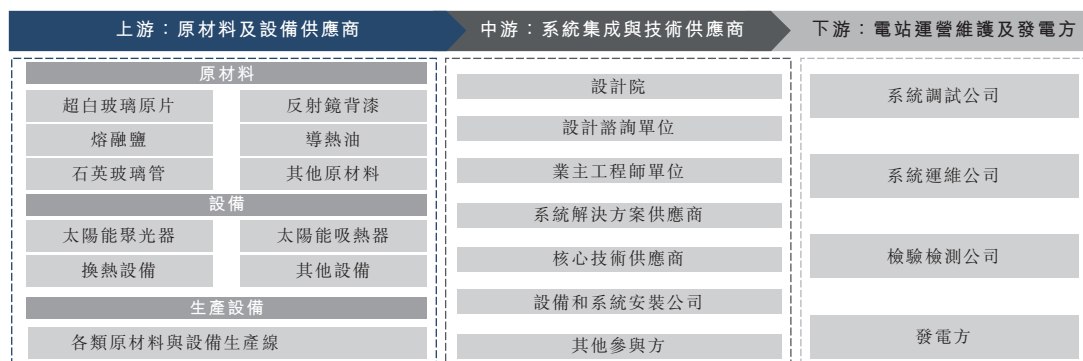 上游：原材料及設備供應商
中游：系統集成與技術供應商
下游：電站運營維護及發電方
原材料
超白玻璃原片
反射鏡背漆
熔融鹽
導熱油
石英玻璃管
其他原材料
設備
太陽能聚光器
太陽能吸熱器
換熱設備
其他設備
生產設備
各類原材料與設備生產線
設計院
設計諮詢單位
業主工程師單位
系統解決方案供應商
核心技術供應商
設備和系統安裝公司
其他參與方
系統調試公司
系統運維公司
檢驗檢測公司
發電方